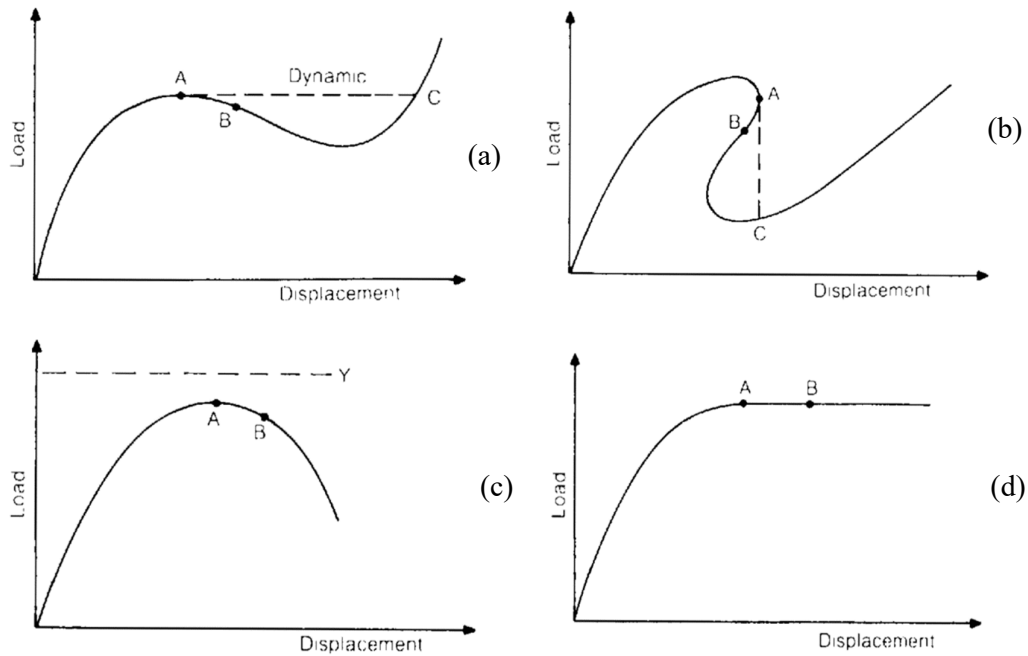 A
Dynamic
B
C
Load
Displacement
(a)
A
B
C
Load
Displacement
(b)
Y
A
B
Load
Displacement
(c)
A
B
Load
Displacement
(d)